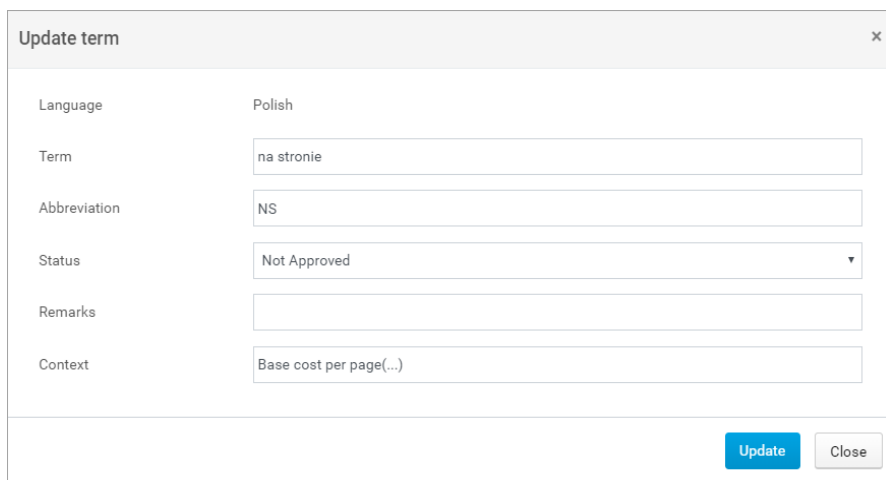 Update term ×
Language Polish
Term na stronie
Abbreviation NS
Status Not Approved
Remarks
Context Base cost per page(...)
Update Close